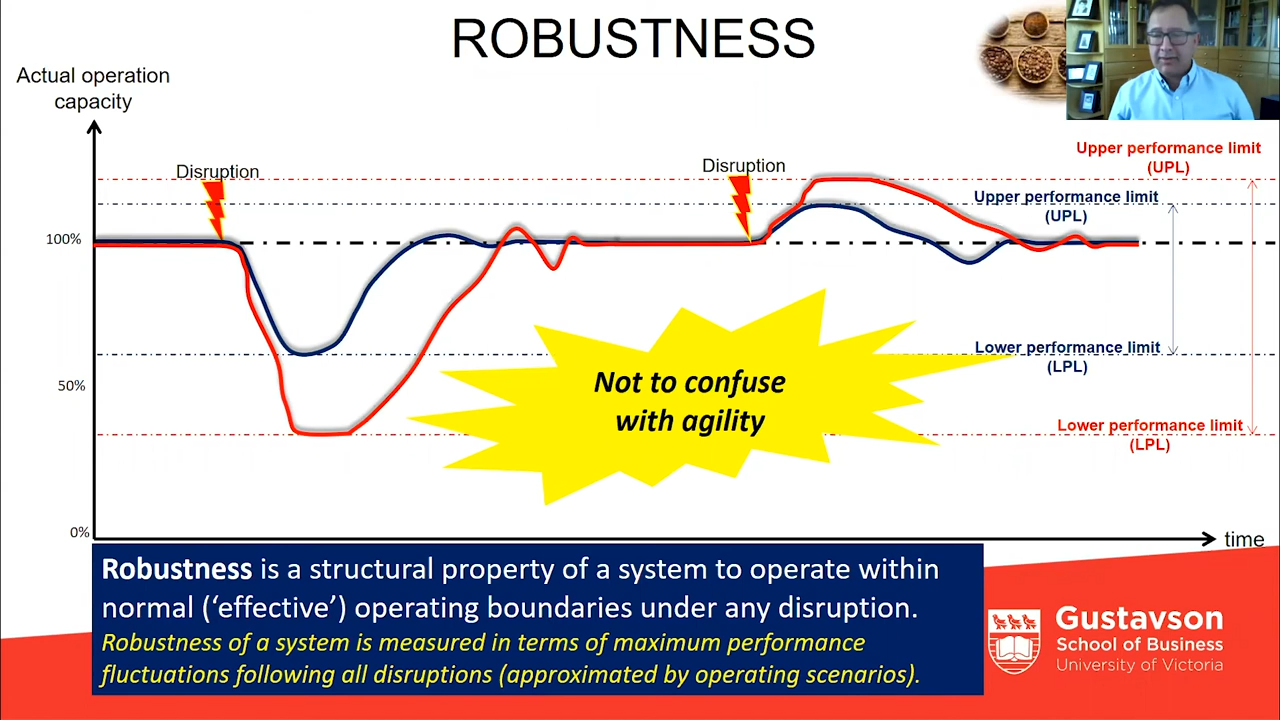 ROBUSTNESS
Actual operation
capacity
Disruption
Disruption
Upper performance limit
(UPL)
Upper performance limit
(UPL)
100%
Lower performance limit
(LPL)
50%
Not to confuse
with agility
Lower performance limit
(LPL)
0%
time
Robustness is a structural property of a system to operate within
normal (‘effective’) operating boundaries under any disruption.
Robustness of a system is measured in terms of maximum performance
fluctuations following all disruptions (approximated by operating scenarios).
Gustavson
School of Business
University of Victoria